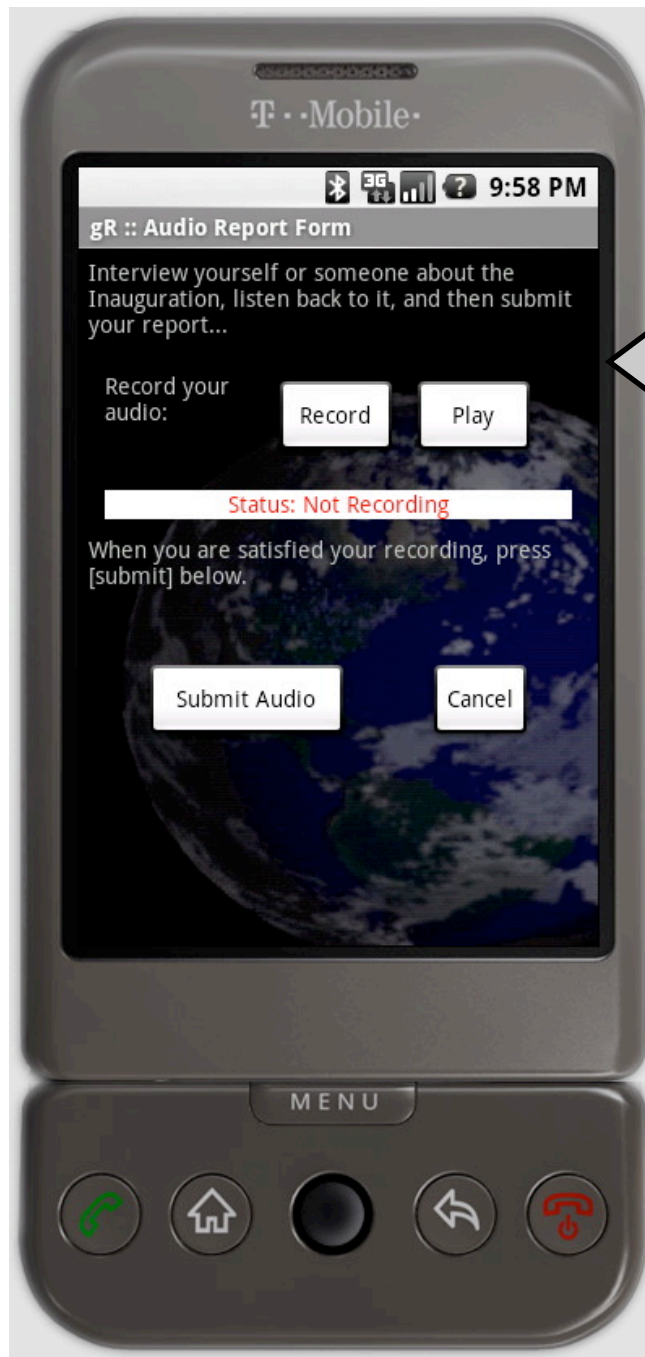 T··Mobile·
3G 9:58 PM
gR :: Audio Report Form
Interview yourself or someone about the
Inauguration, listen back to it, and then submit
your report...
Record your
audio:
Record Play
Status: Not Recording
When you are satisfied your recording, press
[submit] below.
Submit Audio Cancel
MENU